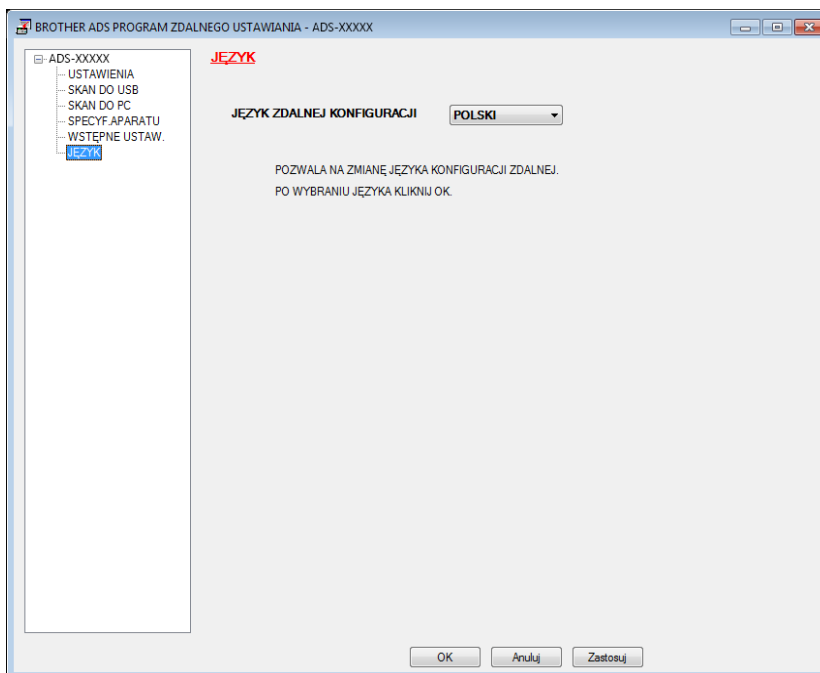 BROTHER ADS PROGRAM ZDALNEGO USTAWIANIA - ADS-XXXXX
ADS-XXXXX
USTAWIENIA
SKAN DO USB
SKAN DO PC
SPECYF.APARATU
WSTĘPNE USTAW.
JĘZYK
JĘZYK
JĘZYK ZDALNEJ KONFIGURACJI POLSKI
POZWALA NA ZMIANĘ JĘZYKA KONFIGURACJI ZDALNEJ.
PO WYBRANIU JĘZYKA KLIKNIJ OK.
OK Anuluj Zastosuj